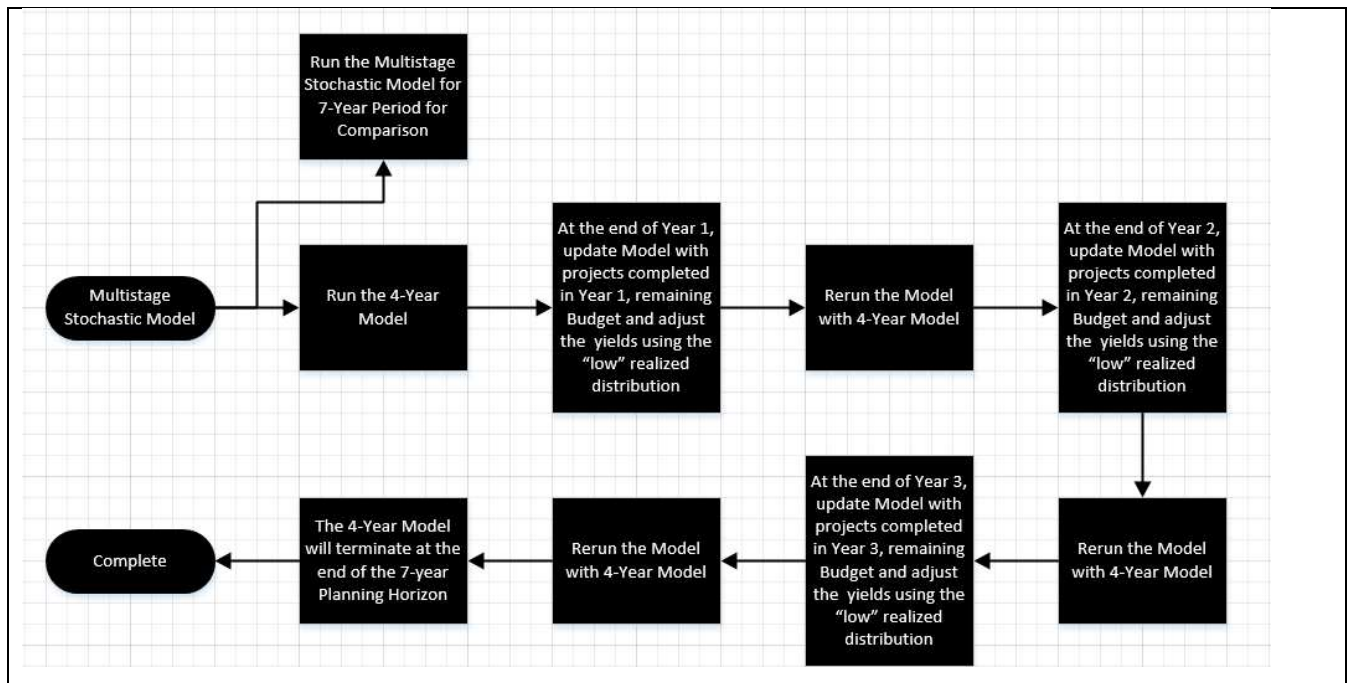 Run the Multistage
Stochastic Model for
7-Year Period for
Comparison
Multistage
Stochastic Model
Run the 4-Year
Model
At the end of Year 1,
update Model with
projects completed
in Year 1, remaining
Budget and adjust
the yields using the
“low” realized
distribution
Rerun the Model
with 4-Year Model
At the end of Year 2,
update Model with
projects completed
in Year 2, remaining
Budget and adjust
the yields using the
“low” realized
distribution
Rerun the Model
with 4-Year Model
At the end of Year 3,
update Model with
projects completed
in Year 3, remaining
Budget and adjust
the yields using the
“low” realized
distribution
Rerun the Model
with 4-Year Model
The 4-Year Model
will terminate at the
end of the 7-year
Planning Horizon
Complete